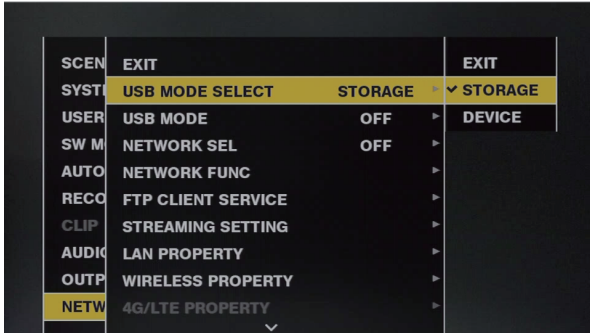 SCEN EXIT EXIT
SYST USB MODE SELECT STORAGE ✔ STORAGE
USER USB MODE OFF DEVICE
SW M NETWORK SEL OFF
AUTO NETWORK FUNC
RECO FTP CLIENT SERVICE
CLIP STREAMING SETTING
AUDIO LAN PROPERTY
OUTP WIRELESS PROPERTY
NETW 4G/LTE PROPERTY